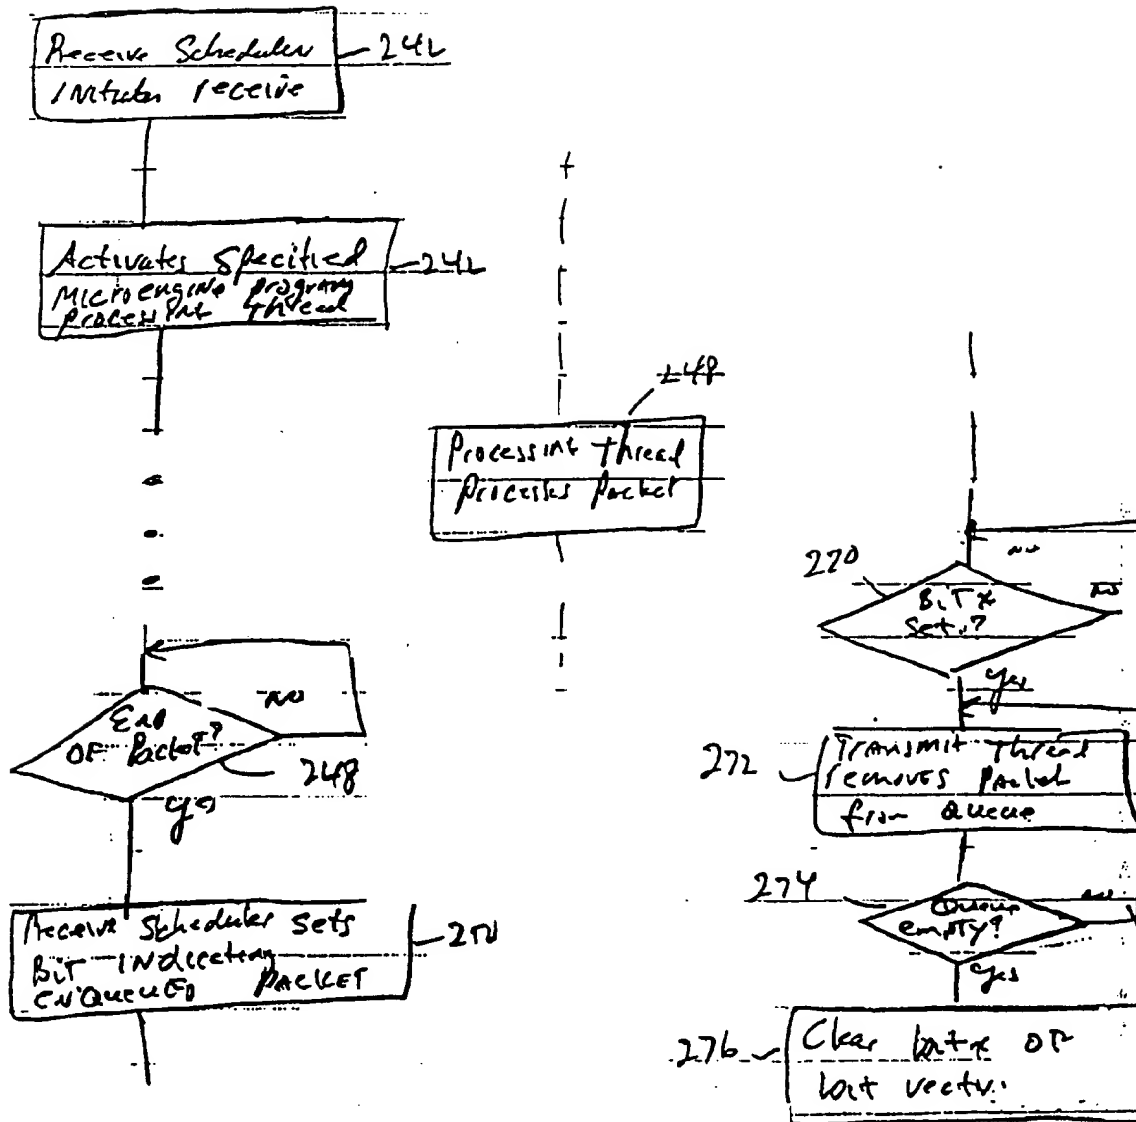 Receive Scheduler
Initiates receive
242
Activates Specified
Microengine program
processing thread
242
248
Processing thread
Processes packet
End
OF Packet?
NO
248
yes
Receive Scheduler Sets
BIT INdicating
ENQUEUED PACKET
250
no
270
BIT x
Set?
no
yes
272
TRANSMIT Thread
removes Packet
from Queue
274
Queue
empty?
no
yes
276
Clear bit x OF
bit vector